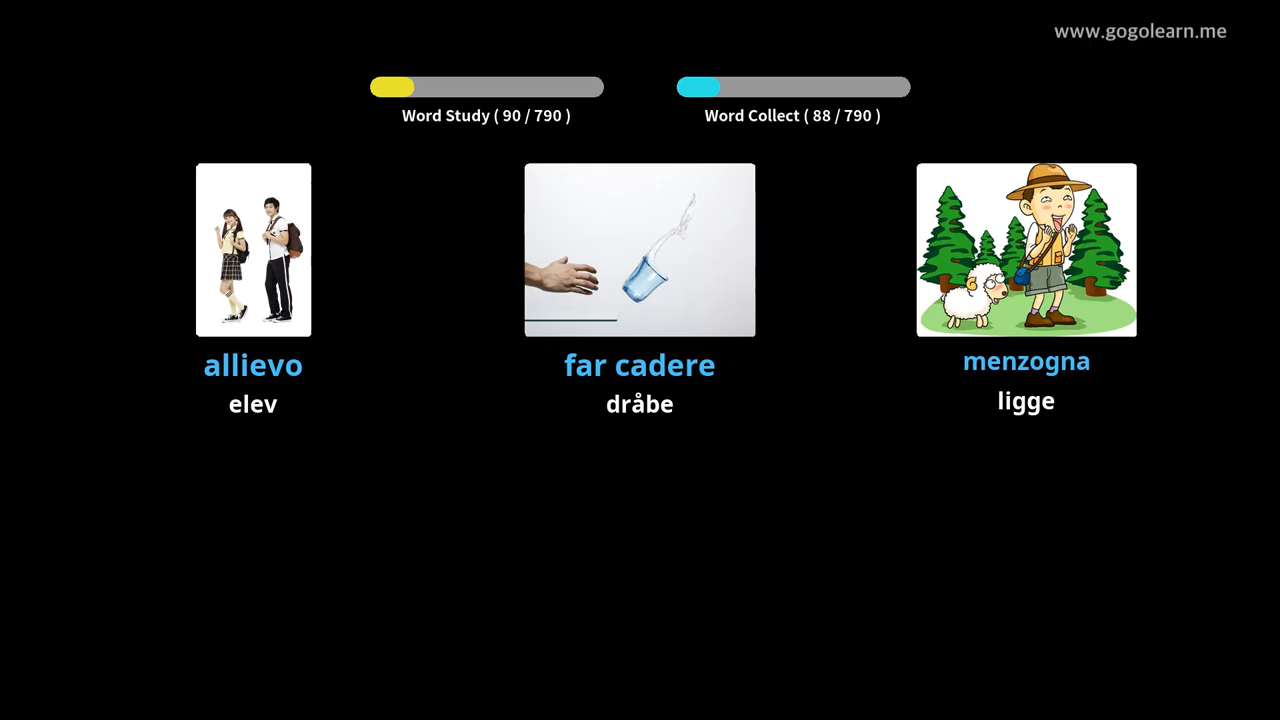 www.gogolearn.me
Word Study ( 90 / 790 )
Word Collect ( 88 / 790 )
allievo
elev
far cadere
dråbe
menzogna
ligge